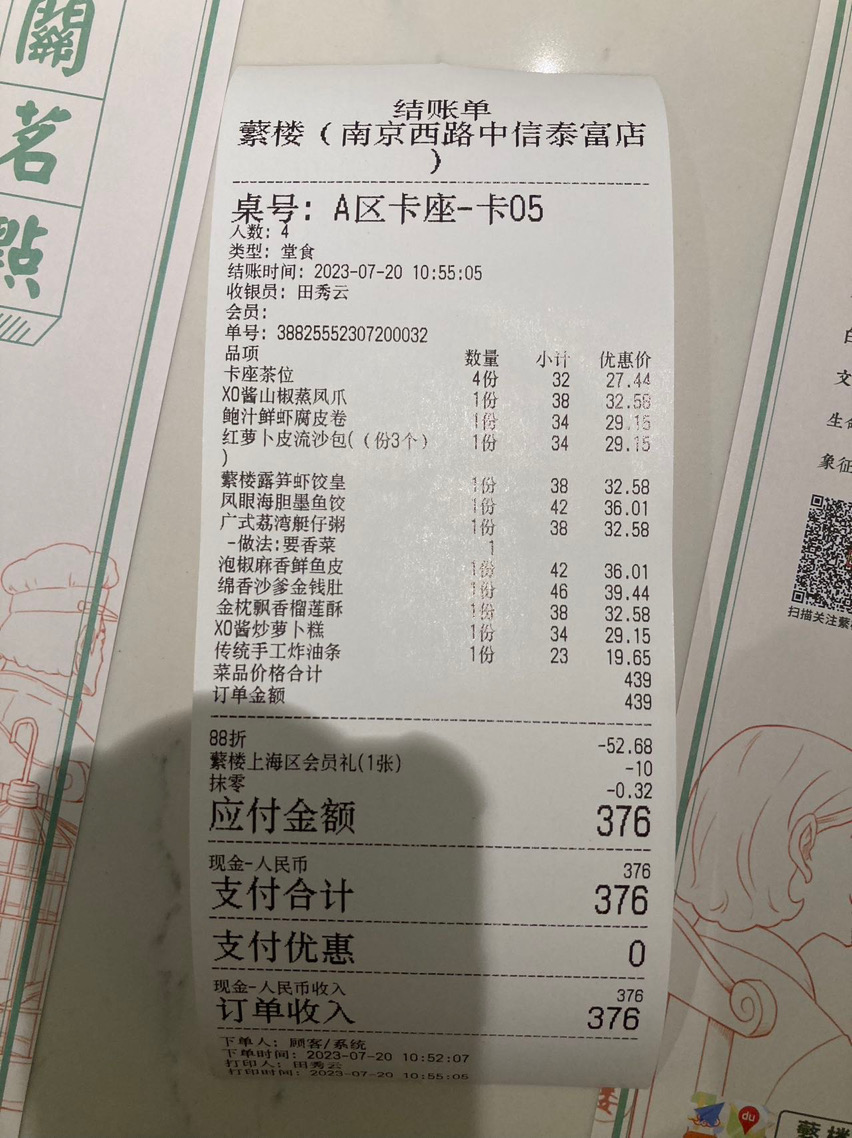 關
茗
點
结账单
蘩楼（南京西路中信泰富店
）
桌号: A区卡座-卡05
人数: 4
类型: 堂食
结账时间: 2023-07-20 10:55:05
收银员: 田秀云
会员:
单号: 38825552307200032
品项 数量 小计 优惠价
卡座茶位 4份 32 27.44
XO酱山椒蒸凤爪 1份 38 32.58
鲍汁鲜虾腐皮卷 1份 34 29.15
红萝卜皮流沙包(（份3个） 1份 34 29.15
)
蘩楼露笋虾饺皇 1份 38 32.58
凤眼海胆墨鱼饺 1份 42 36.01
广式荔湾艇仔粥 1份 38 32.58
-做法:要香菜 1
泡椒麻香鲜鱼皮 1份 42 36.01
绵香沙爹金钱肚 1份 46 39.44
金枕飘香榴莲酥 1份 38 32.58
XO酱炒萝卜糕 1份 34 29.15
传统手工炸油条 1份 23 19.65
菜品价格合计 439
订单金额 439
88折 -52.68
蘩楼上海区会员礼(1张) -10
抹零 -0.32
应付金额 376
现金-人民币 376
支付合计 376
支付优惠 0
现金-人民币收入 376
订单收入 376
下单人: 顾客/系统
下单时间: 2023-07-20 10:52:07
打印人: 田秀云
打印时间: 2023-07-20 10:55:05
文
生命
象征
扫描关注蘩
du
蘩楼